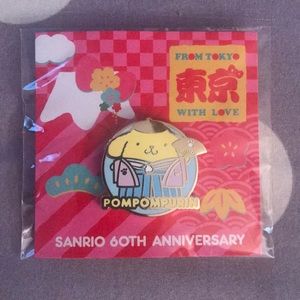 FROM TOKYO
東京
WITH LOVE
POMPOMPURIN
SANRIO 60TH ANNIVERSARY